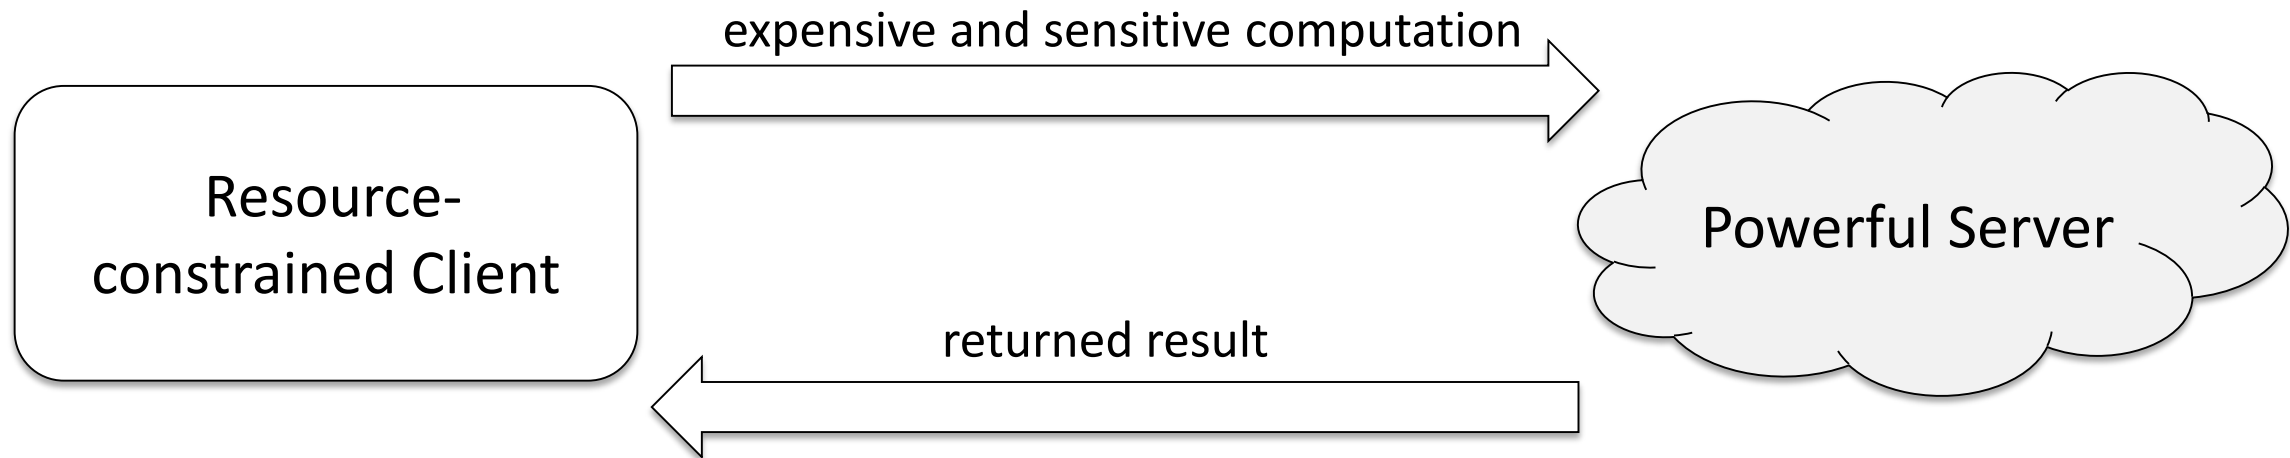 expensive and sensitive computation
Resource-
constrained Client
Powerful Server
returned result